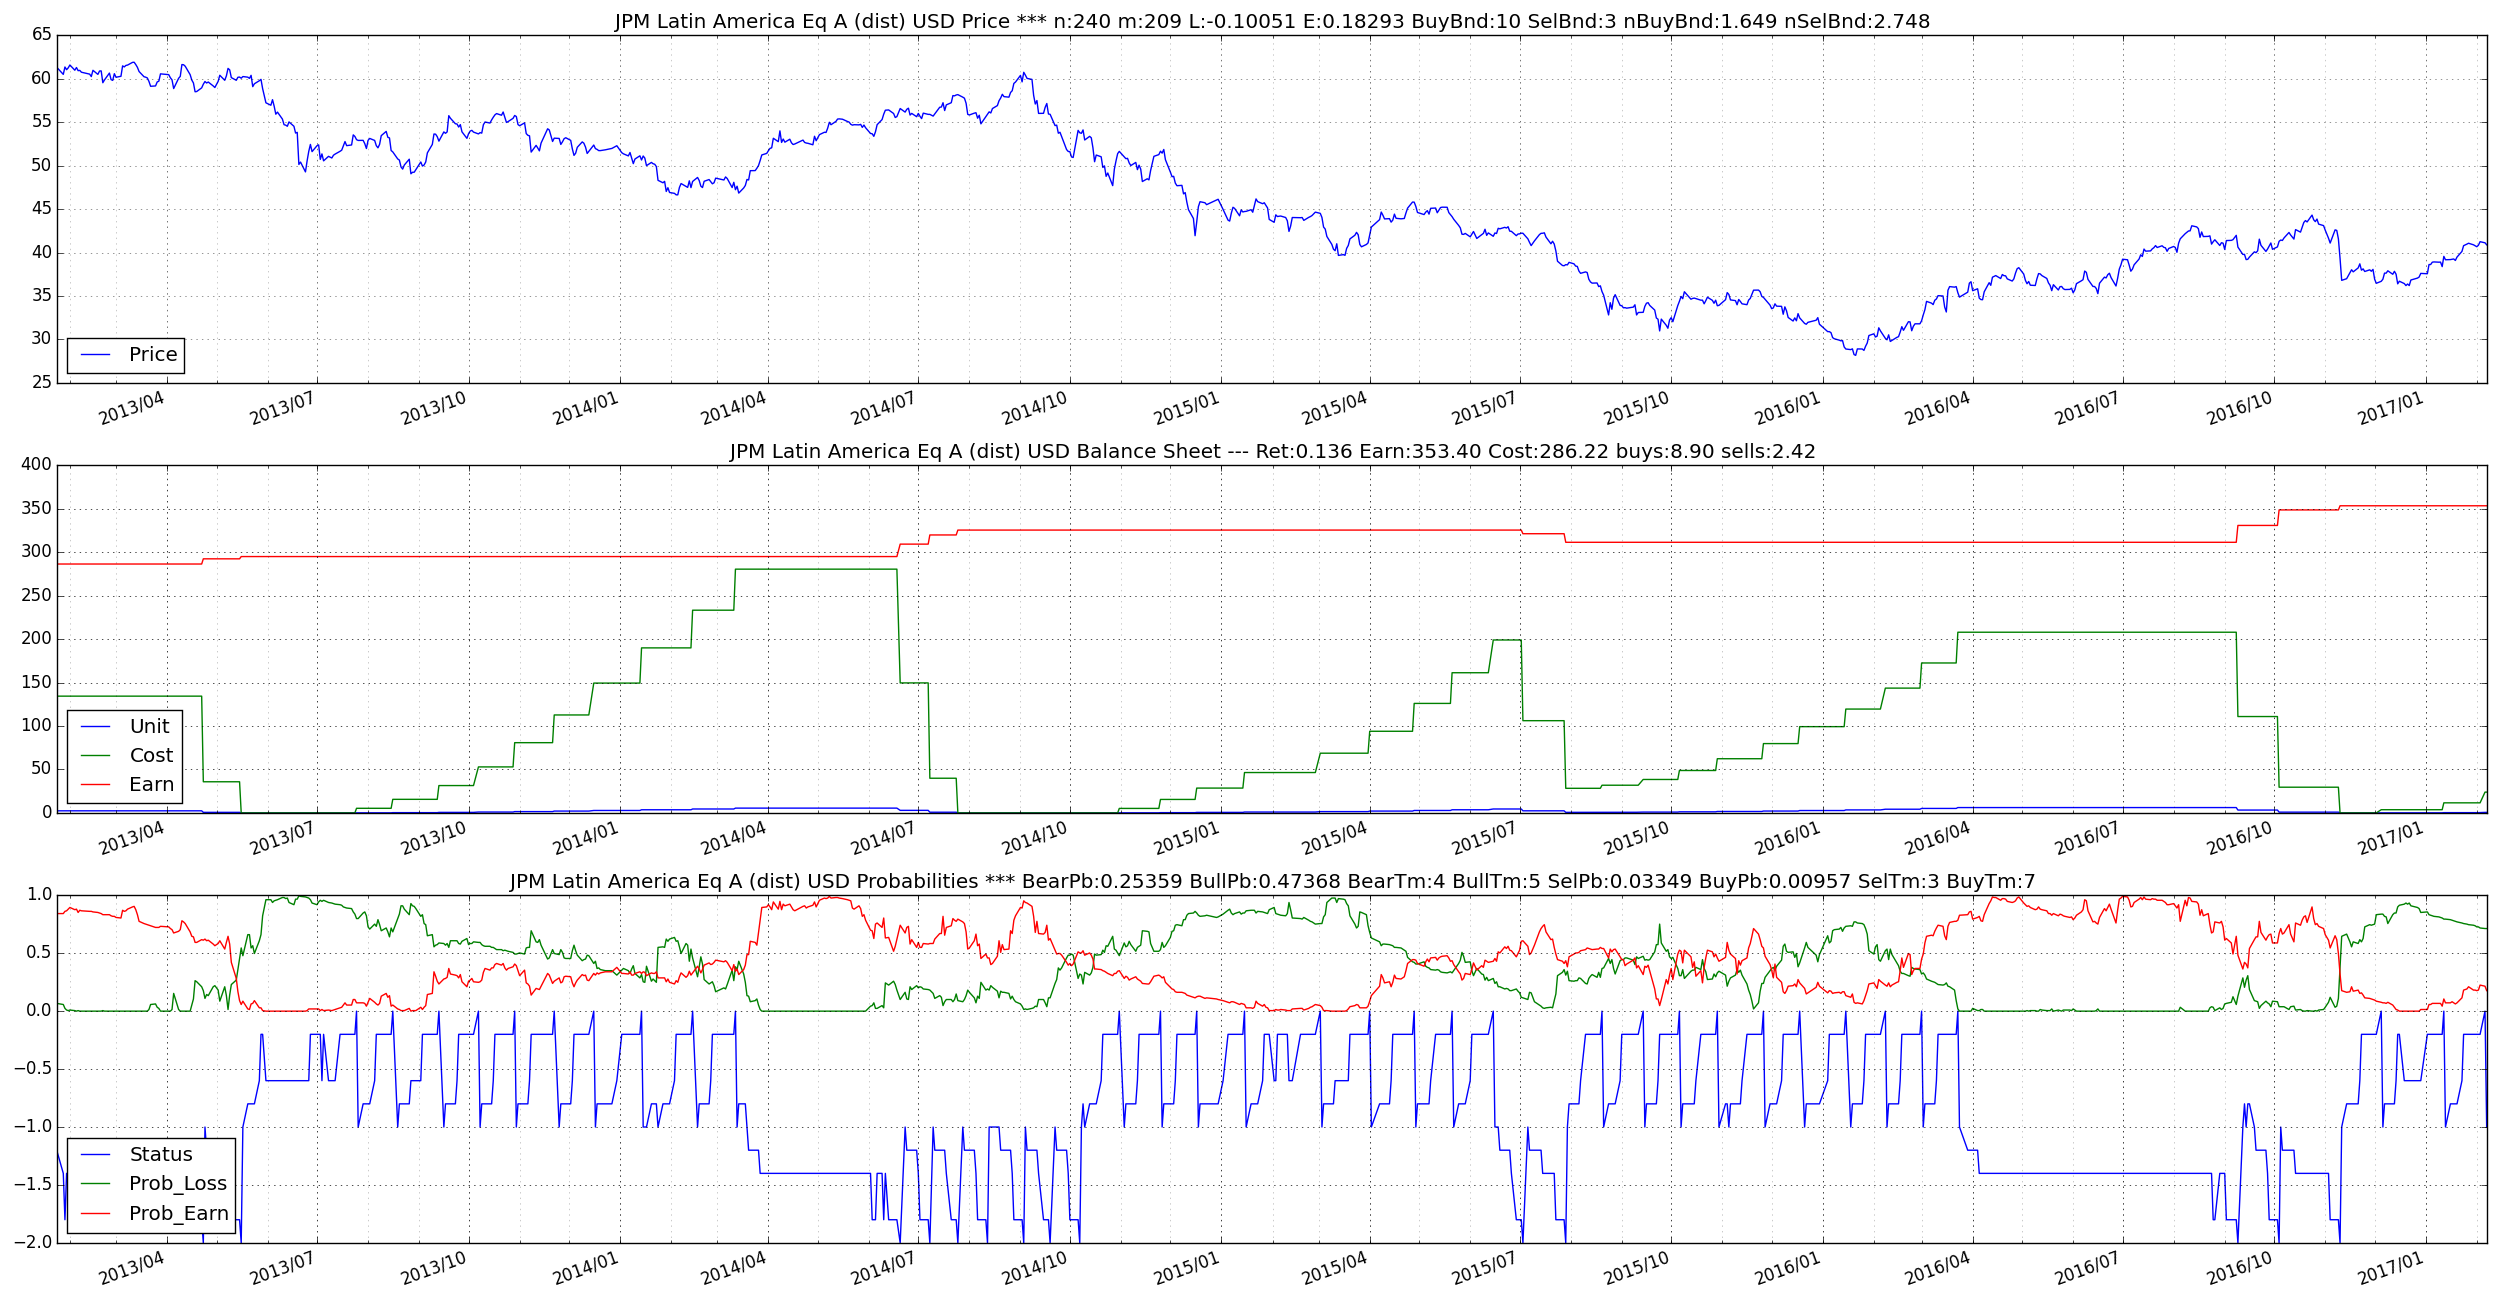 JPM Latin America Eq A (dist) USD Price *** n:240 m:209 L:-0.10051 E:0.18293 BuyBnd:10 SelBnd:3 nBuyBnd:1.649 nSelBnd:2.748
65
60
55
50
45
40
35
30
25
Price
2013/04 2013/07 2013/10 2014/01 2014/04 2014/07 2014/10 2015/01 2015/04 2015/07 2015/10 2016/01 2016/04 2016/07 2016/10 2017/01
JPM Latin America Eq A (dist) USD Balance Sheet --- Ret:0.136 Earn:353.40 Cost:286.22 buys:8.90 sells:2.42
400
350
300
250
200
150
100
50
0
Unit
Cost
Earn
2013/04 2013/07 2013/10 2014/01 2014/04 2014/07 2014/10 2015/01 2015/04 2015/07 2015/10 2016/01 2016/04 2016/07 2016/10 2017/01
JPM Latin America Eq A (dist) USD Probabilities *** BearPb:0.25359 BullPb:0.47368 BearTm:4 BullTm:5 SelPb:0.03349 BuyPb:0.00957 SelTm:3 BuyTm:7
1.0
0.5
0.0
−0.5
−1.0
−1.5
−2.0
Status
Prob_Loss
Prob_Earn
2013/04 2013/07 2013/10 2014/01 2014/04 2014/07 2014/10 2015/01 2015/04 2015/07 2015/10 2016/01 2016/04 2016/07 2016/10 2017/01